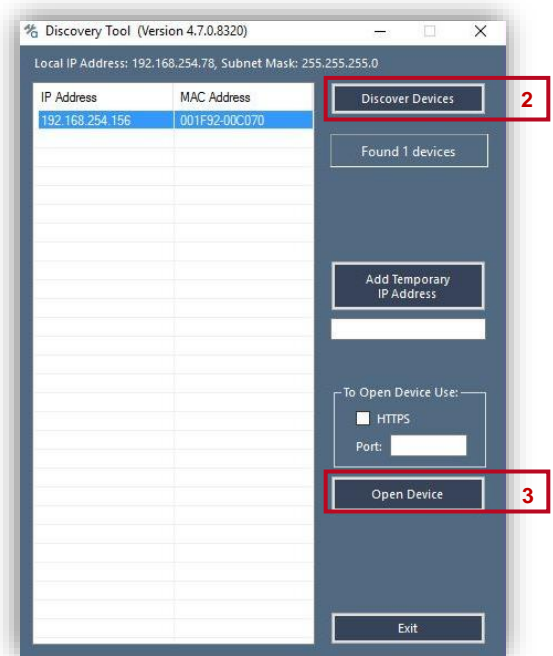 Discovery Tool (Version 4.7.0.8320)
Local IP Address: 192.168.254.78, Subnet Mask: 255.255.255.0
IP Address MAC Address
192.168.254.156 001F92-00C070
Discover Devices
2
Found 1 devices
Add Temporary
IP Address
To Open Device Use:
HTTPS
Port:
Open Device
3
Exit